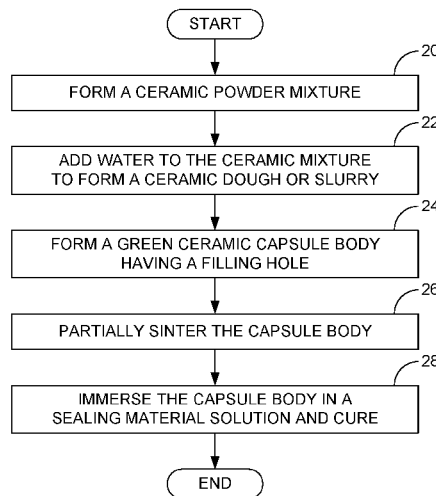 START
20
FORM A CERAMIC POWDER MIXTURE
22
ADD WATER TO THE CERAMIC MIXTURE
TO FORM A CERAMIC DOUGH OR SLURRY
24
FORM A GREEN CERAMIC CAPSULE BODY
HAVING A FILLING HOLE
26
PARTIALLY SINTER THE CAPSULE BODY
28
IMMERSE THE CAPSULE BODY IN A
SEALING MATERIAL SOLUTION AND CURE
END